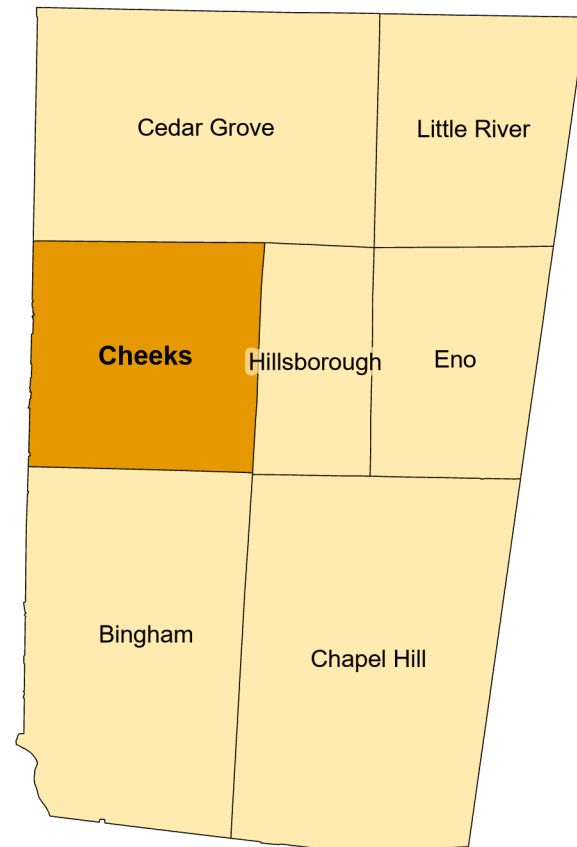 Cedar Grove
Little River
Cheeks
Hillsborough
Eno
Bingham
Chapel Hill